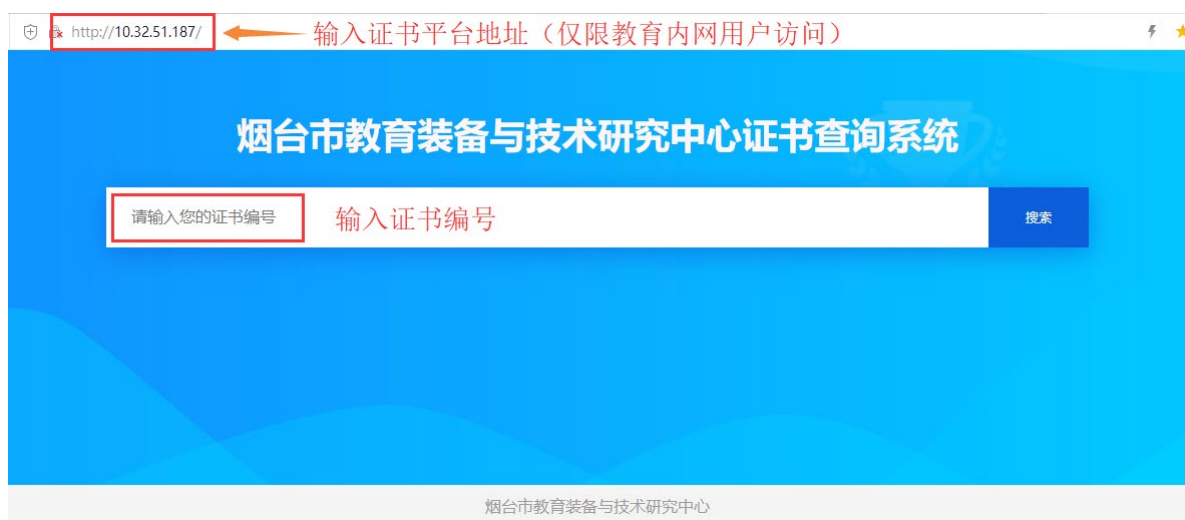 http://10.32.51.187/ 输入证书平台地址（仅限教育内网用户访问）
烟台市教育装备与技术研究中心证书查询系统
请输入您的证书编号 输入证书编号 搜索
烟台市教育装备与技术研究中心